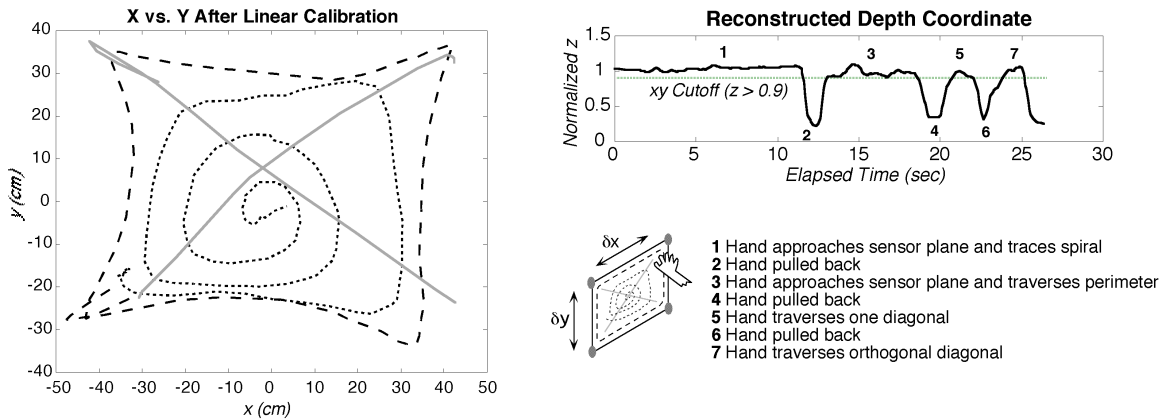 X vs. Y After Linear Calibration
40
30
20
10
0
-10
-20
-30
-40
y (cm)
-50 -40 -30 -20 -10 0 10 20 30 40 50
x (cm)
Reconstructed Depth Coordinate
1.5
1
0.5
0
Normalized z
1 3 5 7
xy Cutoff (z > 0.9)
2 4 6
0 5 10 15 20 25 30
Elapsed Time (sec)
δx
δy
1 Hand approaches sensor plane and traces spiral
2 Hand pulled back
3 Hand approaches sensor plane and traverses perimeter
4 Hand pulled back
5 Hand traverses one diagonal
6 Hand pulled back
7 Hand traverses orthogonal diagonal